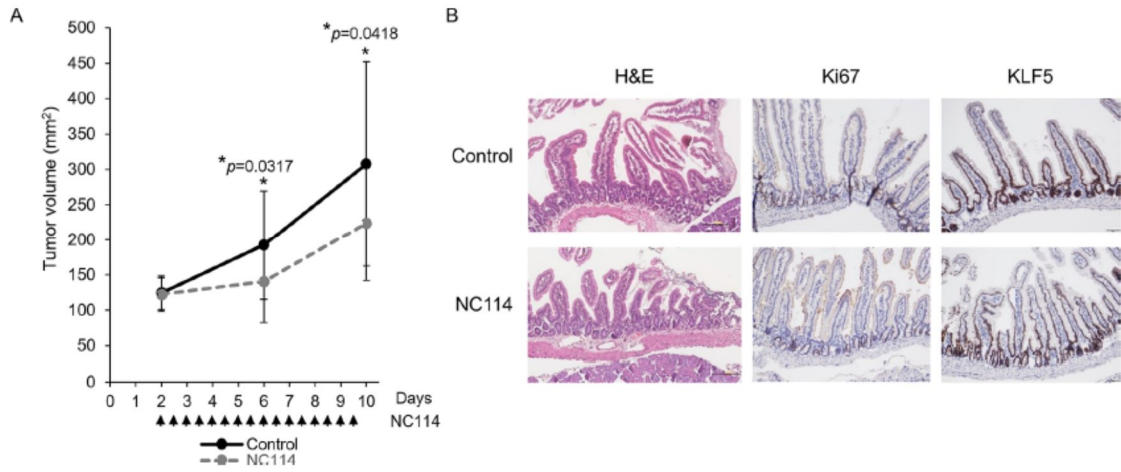 A
500
450
400
350
300
250
200
150
100
50
0
Tumor volume (mm²)
*p=0.0317
*
*p=0.0418
*
0 1 2 3 4 5 6 7 8 9 10 Days
NC114
Control
NC114
B
H&E Ki67 KLF5
Control
NC114